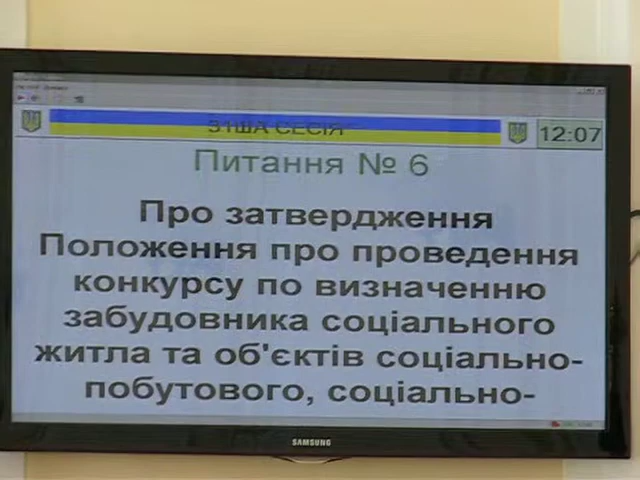 31ША СЕСІЯ
12:07
Питання № 6
Про затвердження
Положення про проведення
конкурсу по визначенню
забудовника соціального
житла та об'єктів соціально-
побутового, соціально-
SAMSUNG